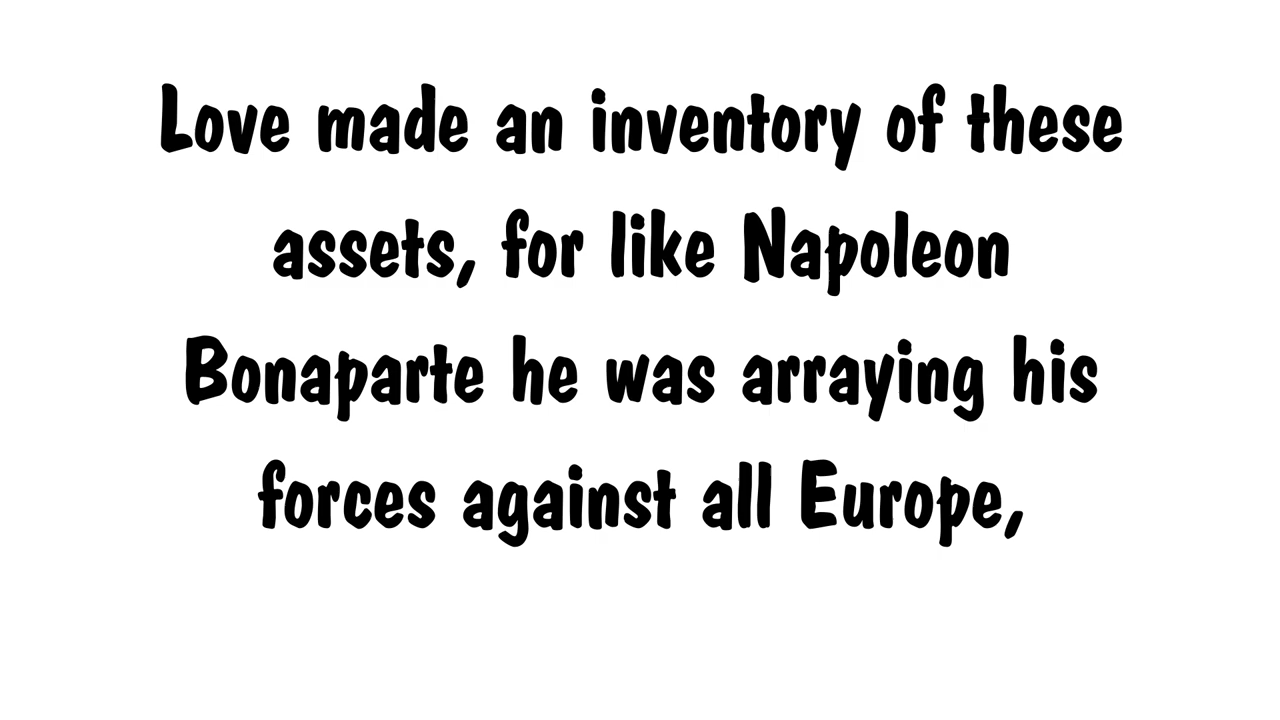 Love made an inventory of these
assets, for like Napoleon
Bonaparte he was arraying his
forces against all Europe,